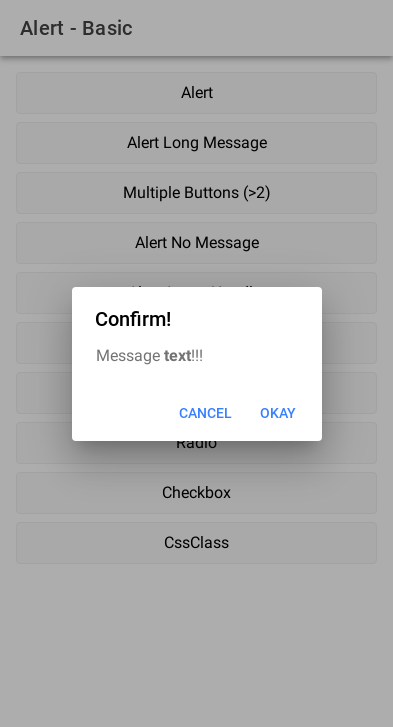 Alert - Basic
Alert
Alert Long Message
Multiple Buttons (>2)
Alert No Message
Confirm!
Message text!!!
CANCEL OKAY
Radio
Checkbox
CssClass